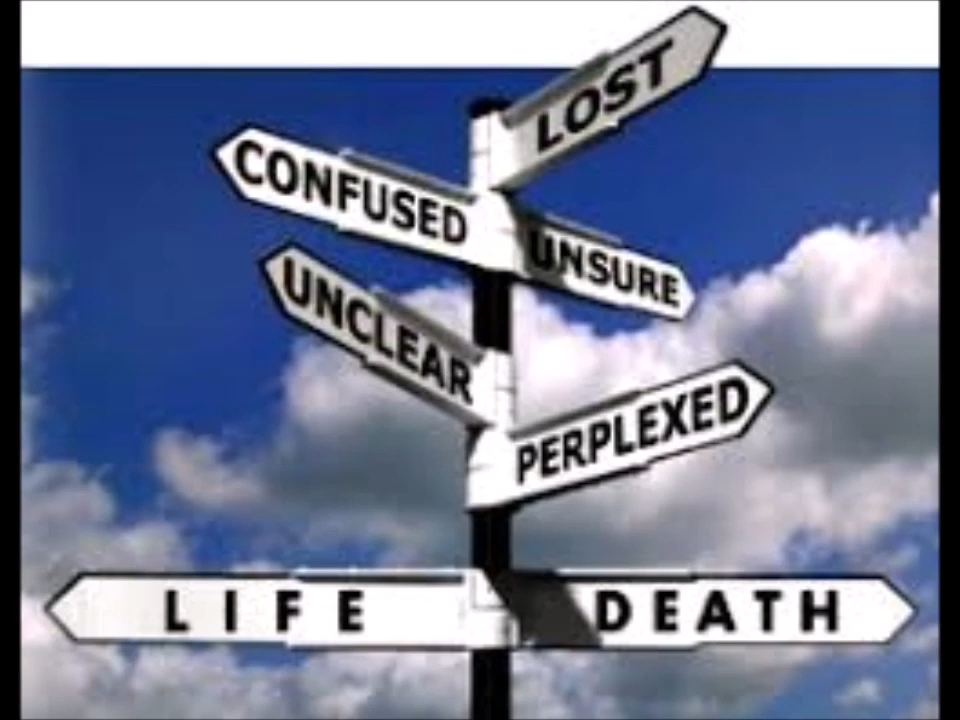 LOST
CONFUSED
UNSURE
UNCLEAR
PERPLEXED
LIFE
DEATH